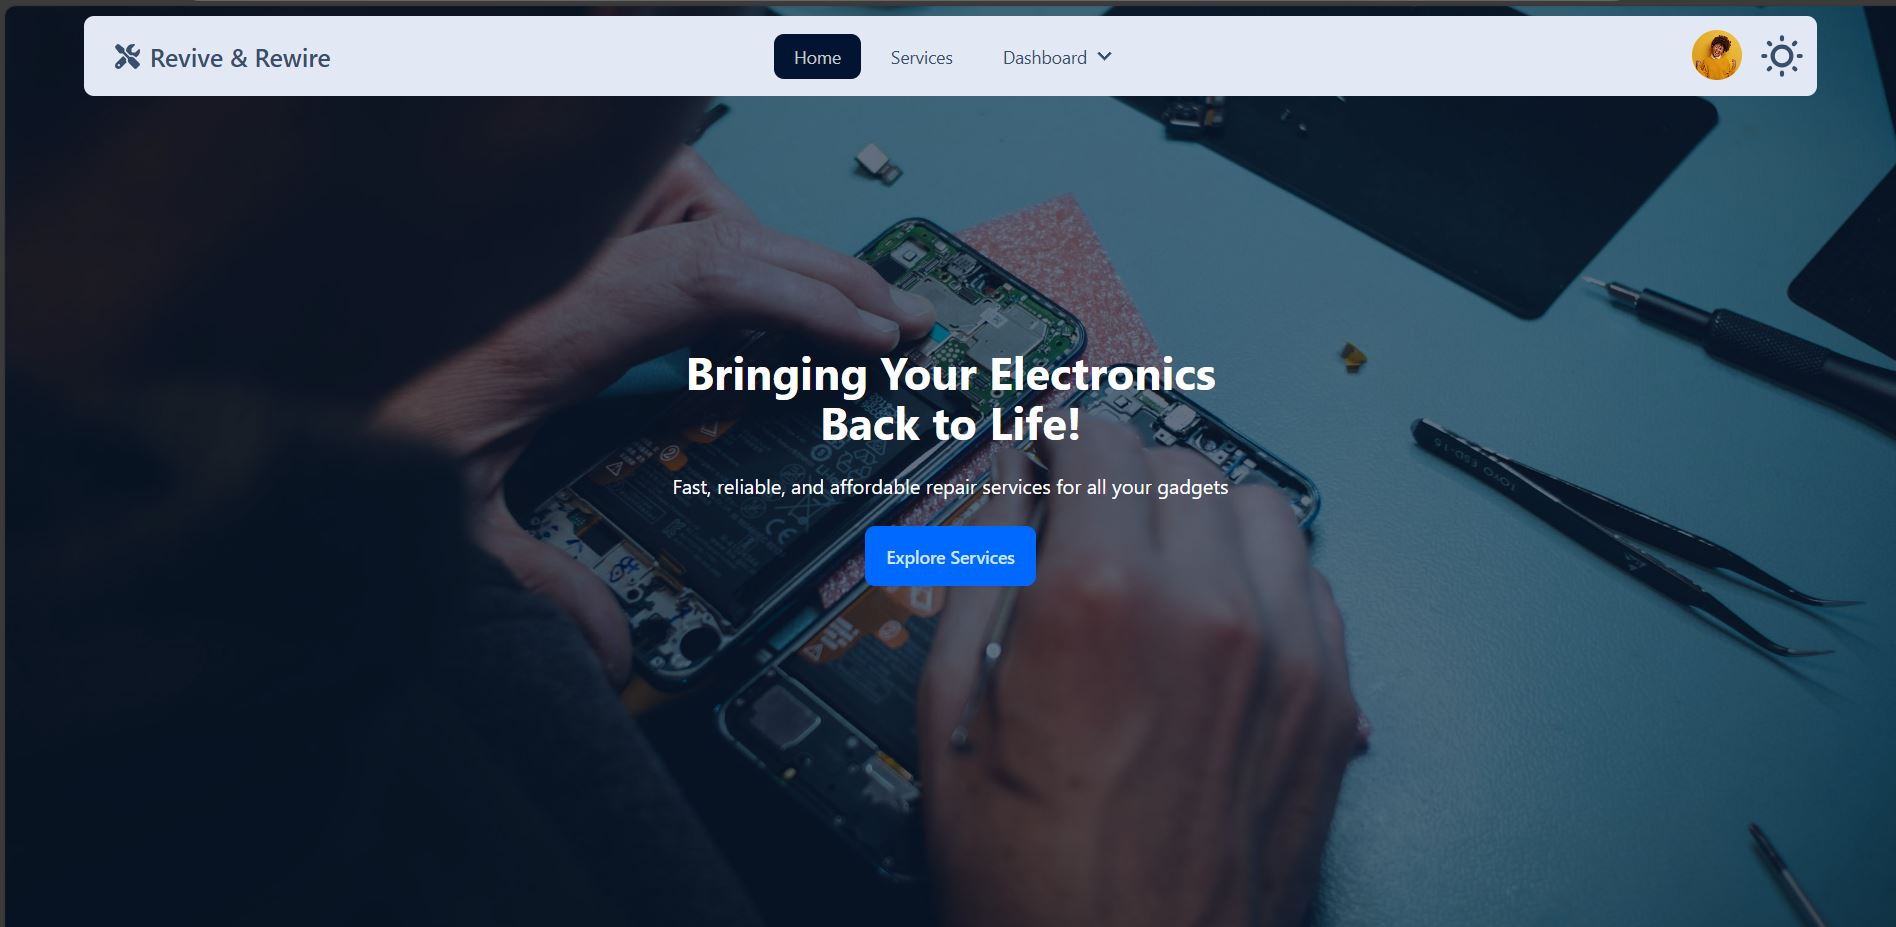 Revive & Rewire
Home
Services
Dashboard
Bringing Your Electronics
Back to Life!
Fast, reliable, and affordable repair services for all your gadgets
Explore Services